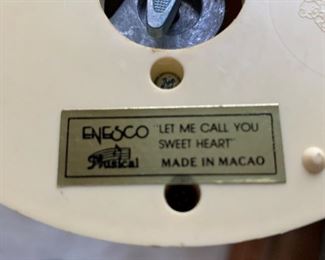 ENESCO "LET ME CALL YOU
SWEET HEART"
Musical MADE IN MACAO